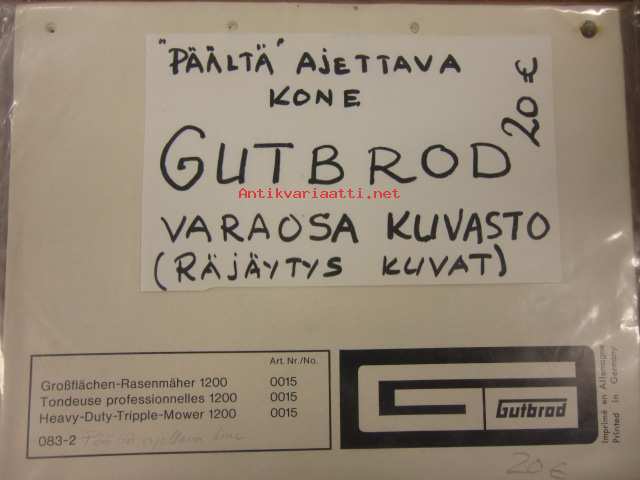 "PÄÄLTÄ" AJETTAVA
KONE
20 €
GUTBROD
Antikvariaatti.net
VARAOSA KUVASTO
(RÄJÄYTYS KUVAT)
Art. Nr./No.
Großflächen-Rasenmäher 1200 0015
Tondeuse professionnelles 1200 0015
Heavy-Duty-Tripple-Mower 1200 0015
083-2
Gutbrod
Imprimé en Allemagne
Printed in Germany
20 €